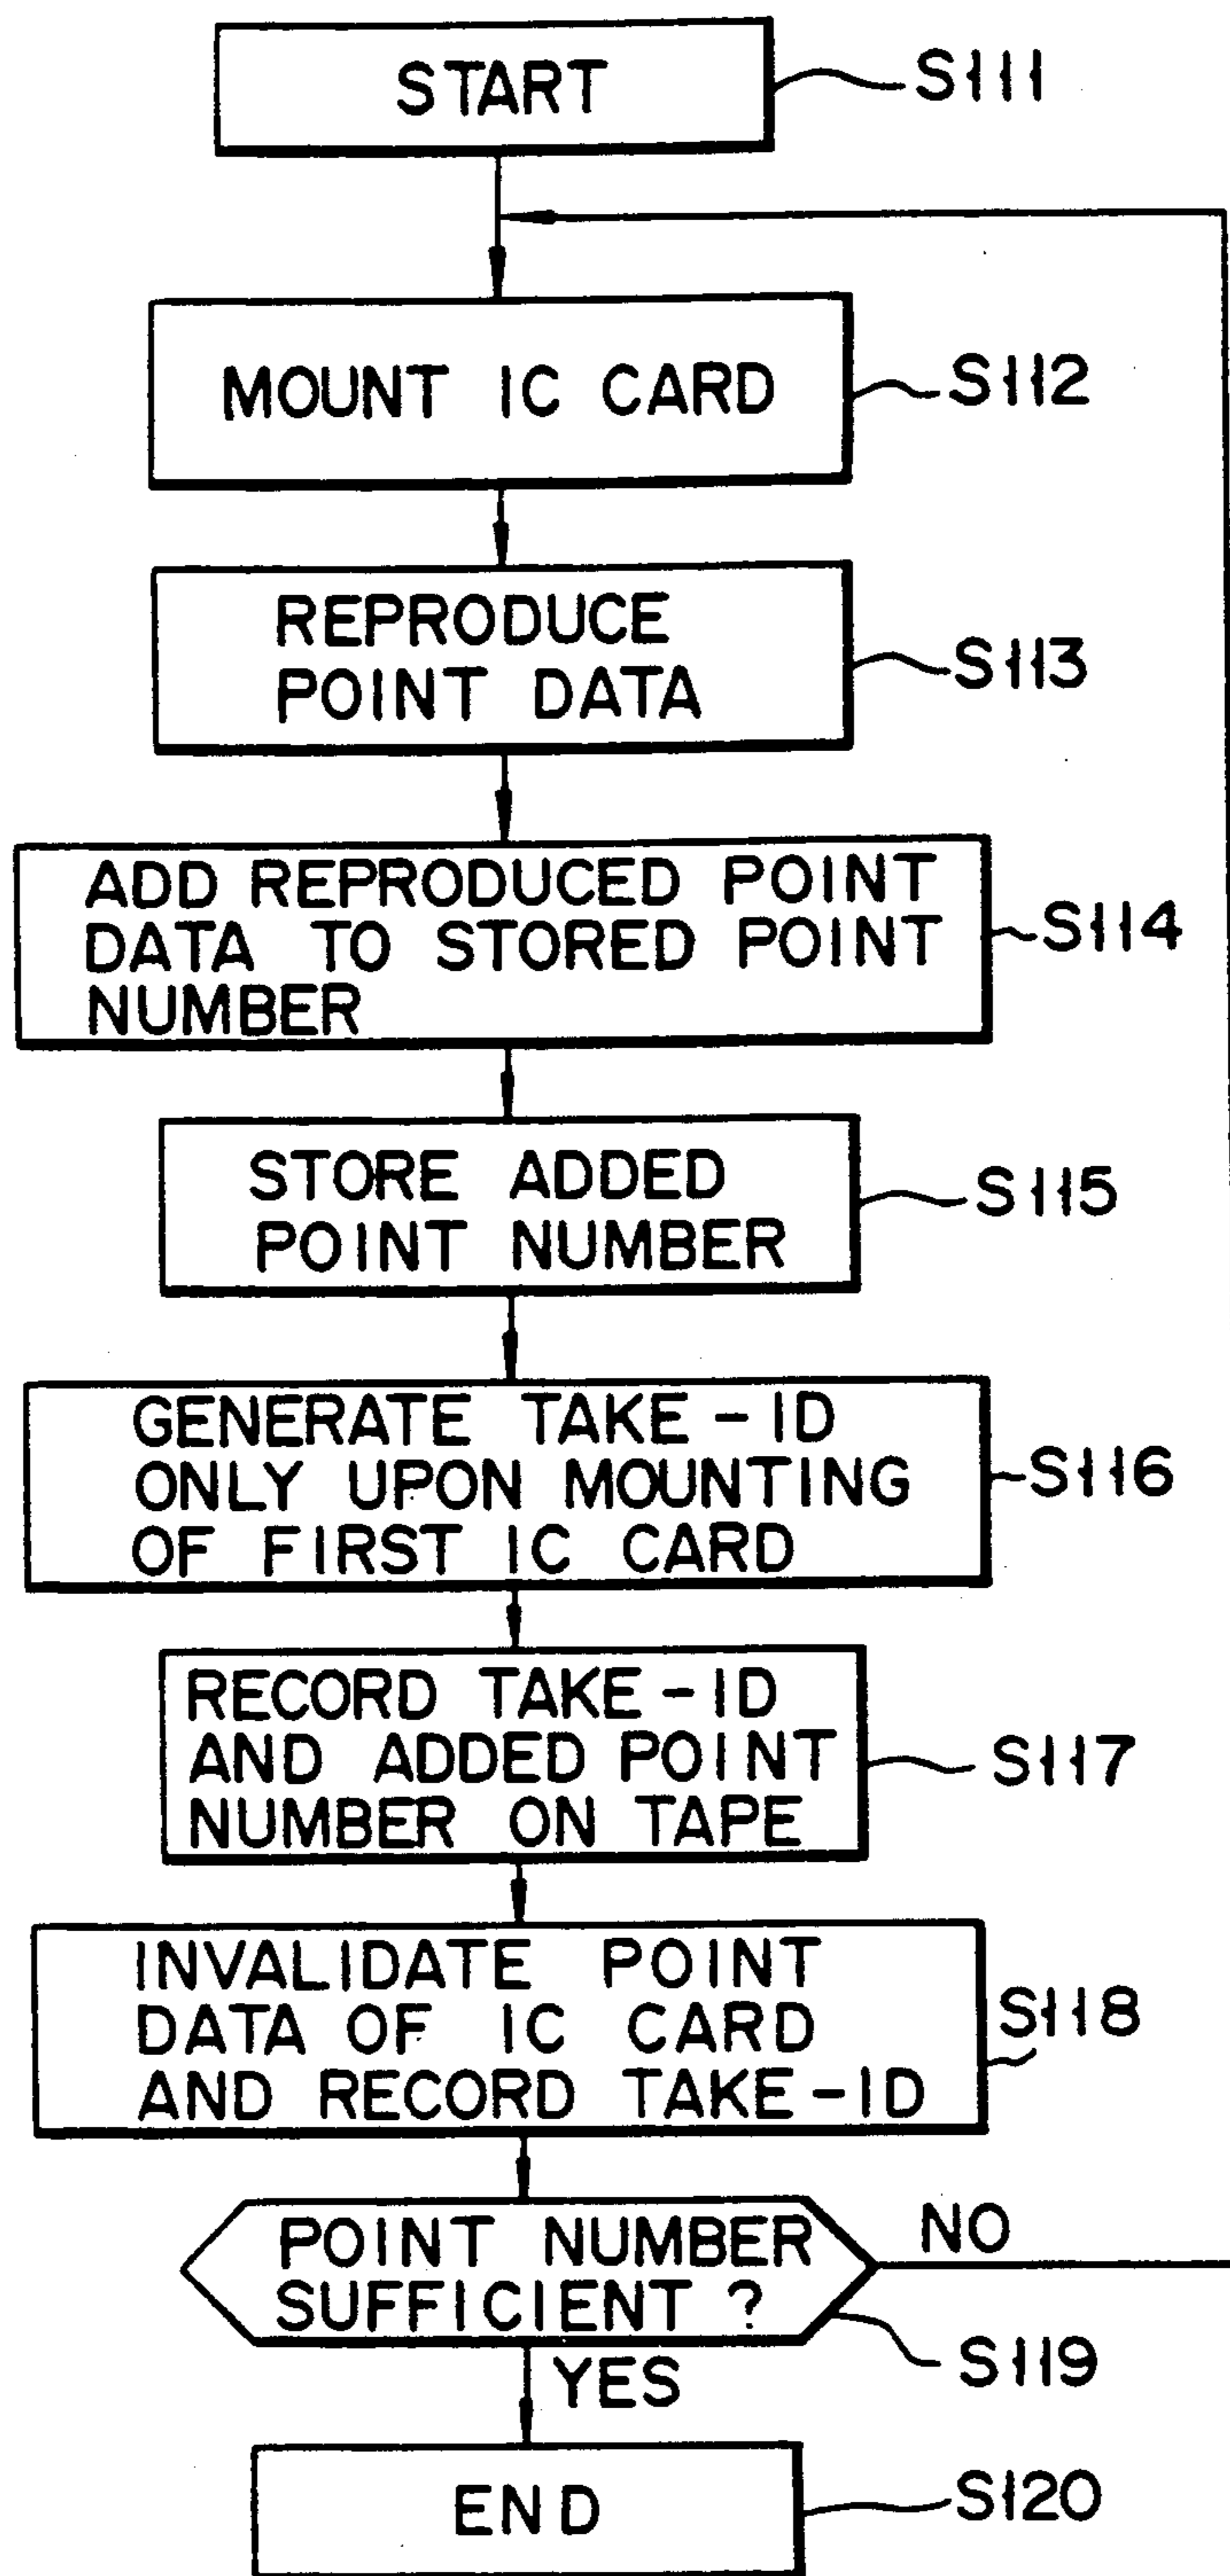 START
S111
MOUNT IC CARD
S112
REPRODUCE
POINT DATA
S113
ADD REPRODUCED POINT
DATA TO STORED POINT
NUMBER
S114
STORE ADDED
POINT NUMBER
S115
GENERATE TAKE-ID
ONLY UPON MOUNTING
OF FIRST IC CARD
S116
RECORD TAKE-ID
AND ADDED POINT
NUMBER ON TAPE
S117
INVALIDATE POINT
DATA OF IC CARD
AND RECORD TAKE-ID
S118
POINT NUMBER
SUFFICIENT ?
NO
S119
YES
END
S120